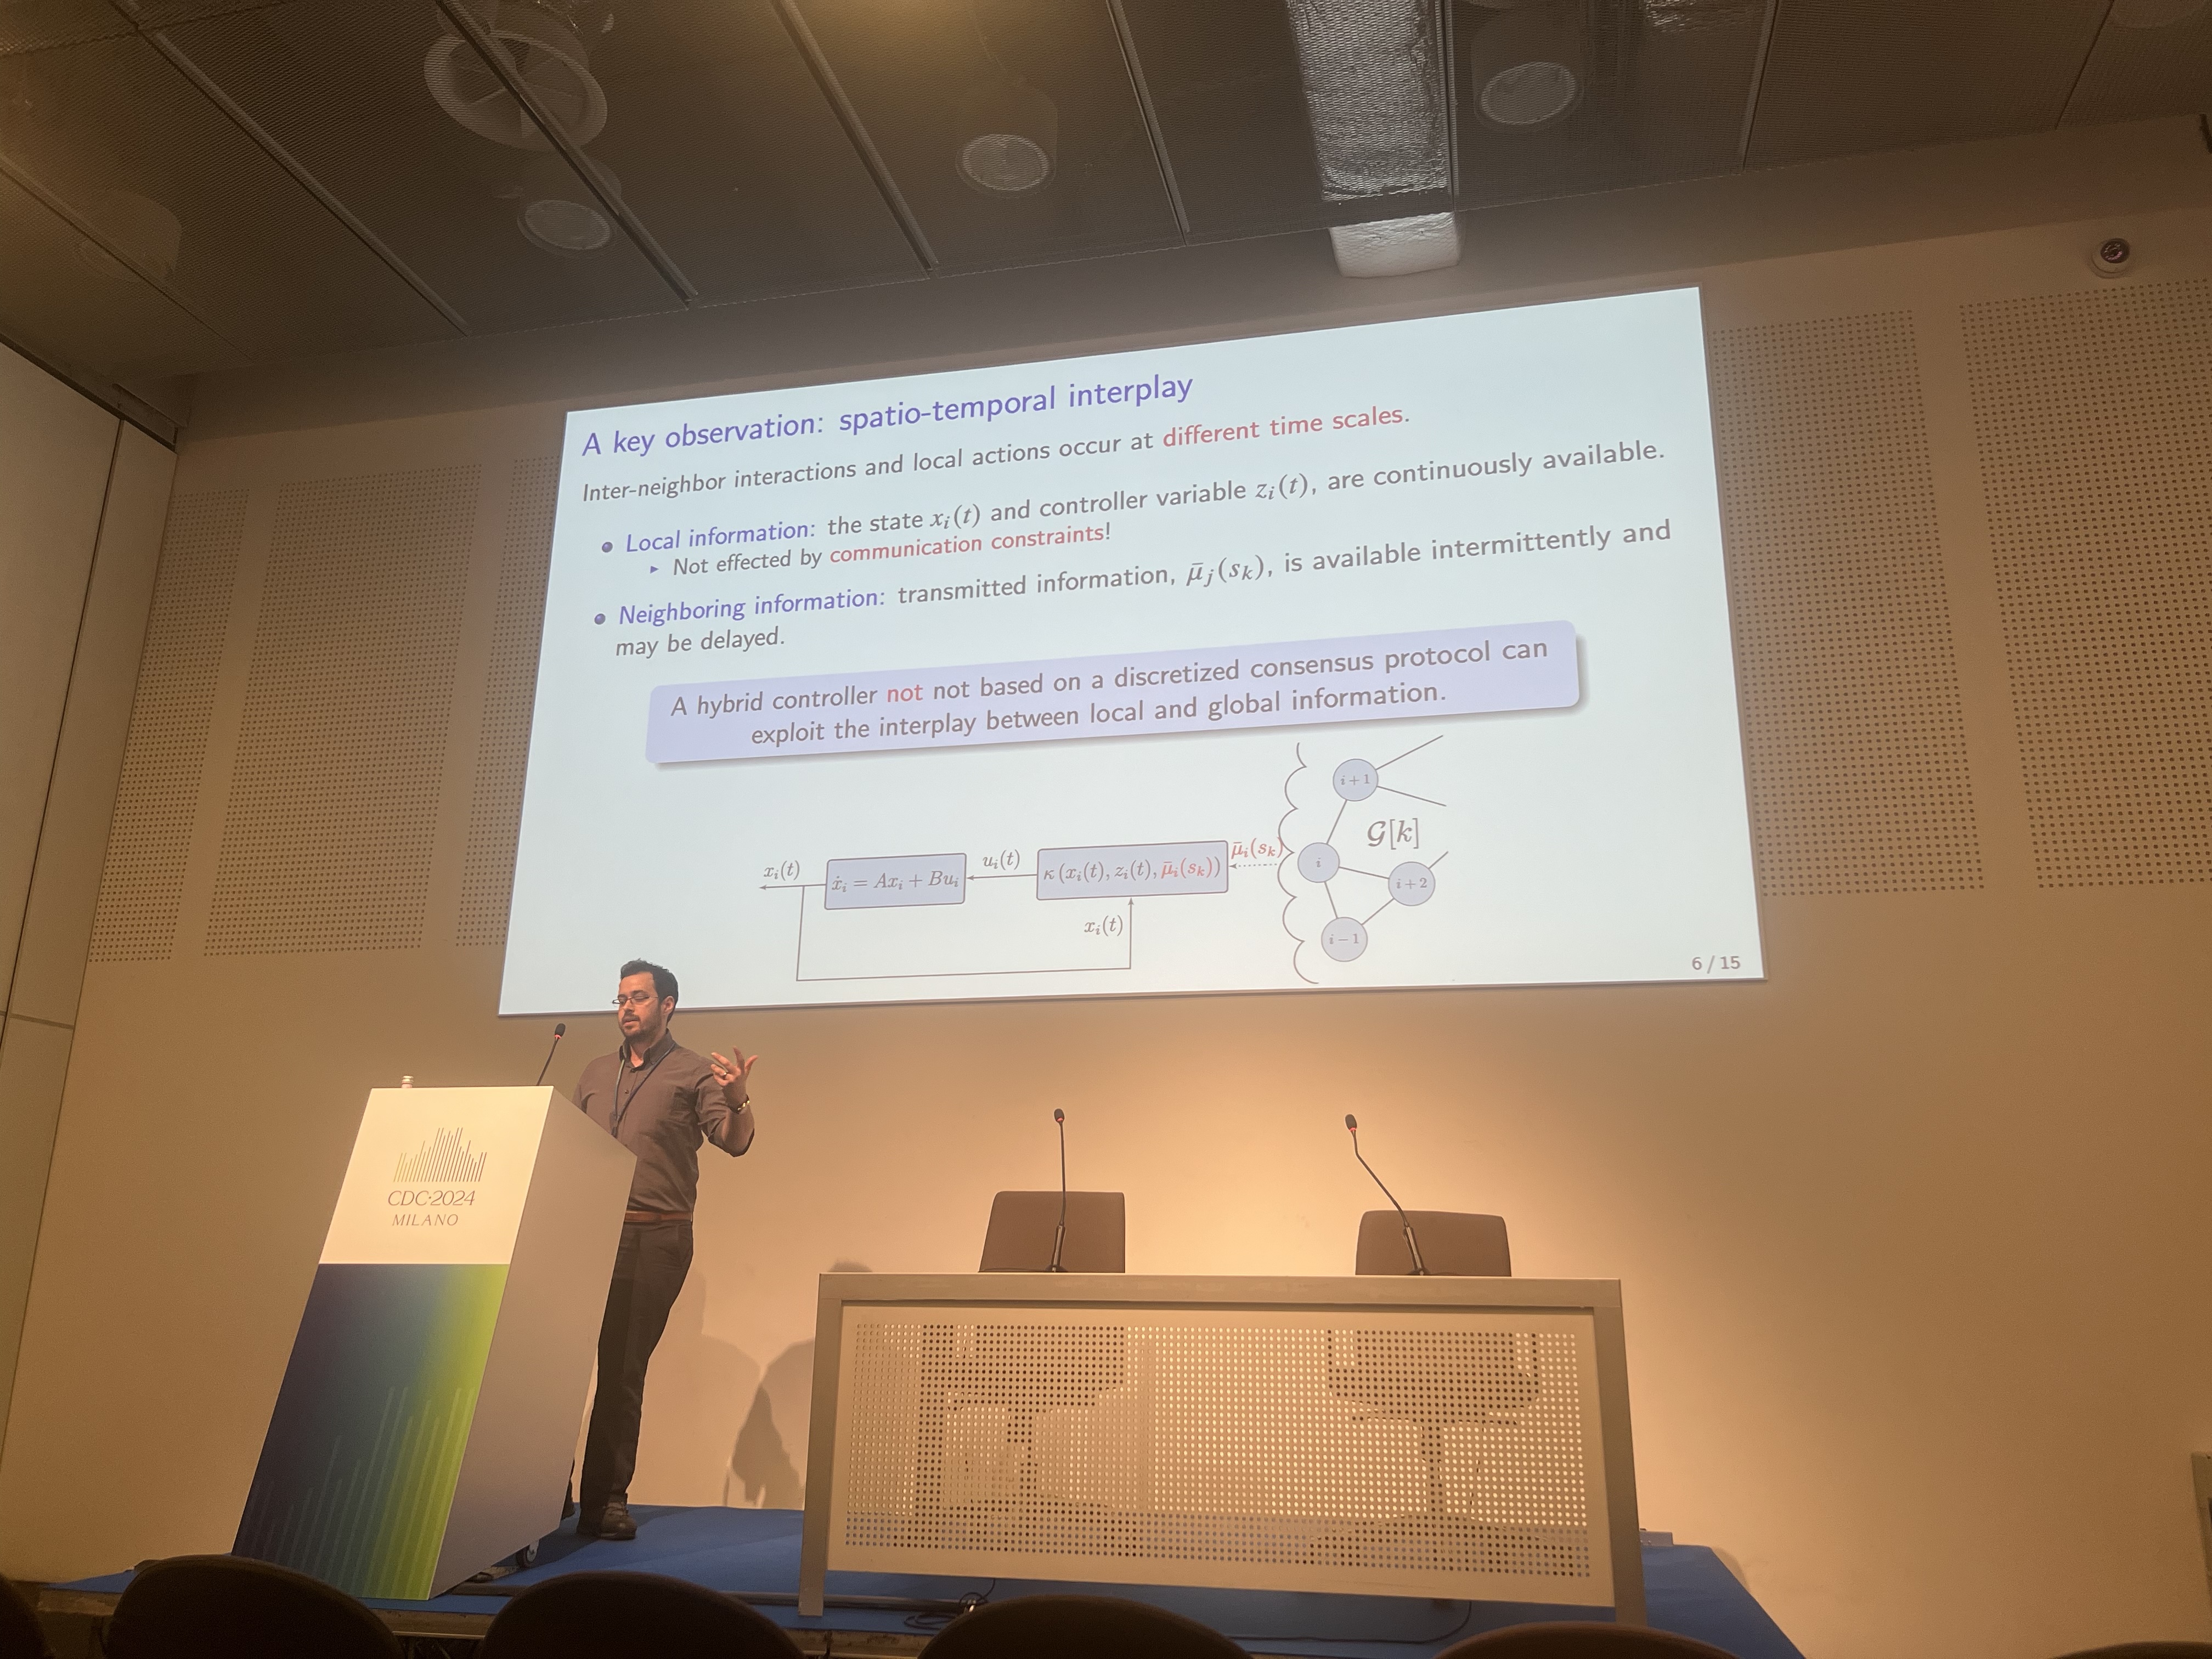 A key observation: spatio-temporal interplay
Inter-neighbor interactions and local actions occur at different time scales.
Local information: the state xᵢ(t) and controller variable zᵢ(t), are continuously available.
Not effected by communication constraints!
Neighboring information: transmitted information, μ̄ⱼ(sₖ), is available intermittently and
may be delayed.
A hybrid controller not not based on a discretized consensus protocol can
exploit the interplay between local and global information.
i + 1
G[k]
xᵢ(t)
ẋᵢ = Axᵢ + Buᵢ
uᵢ(t)
κ(xᵢ(t), zᵢ(t), μ̄ᵢ(sₖ))
μ̄ᵢ(sₖ)
i
i + 2
xᵢ(t)
i − 1
6 / 15
CDC·2024
MILANO